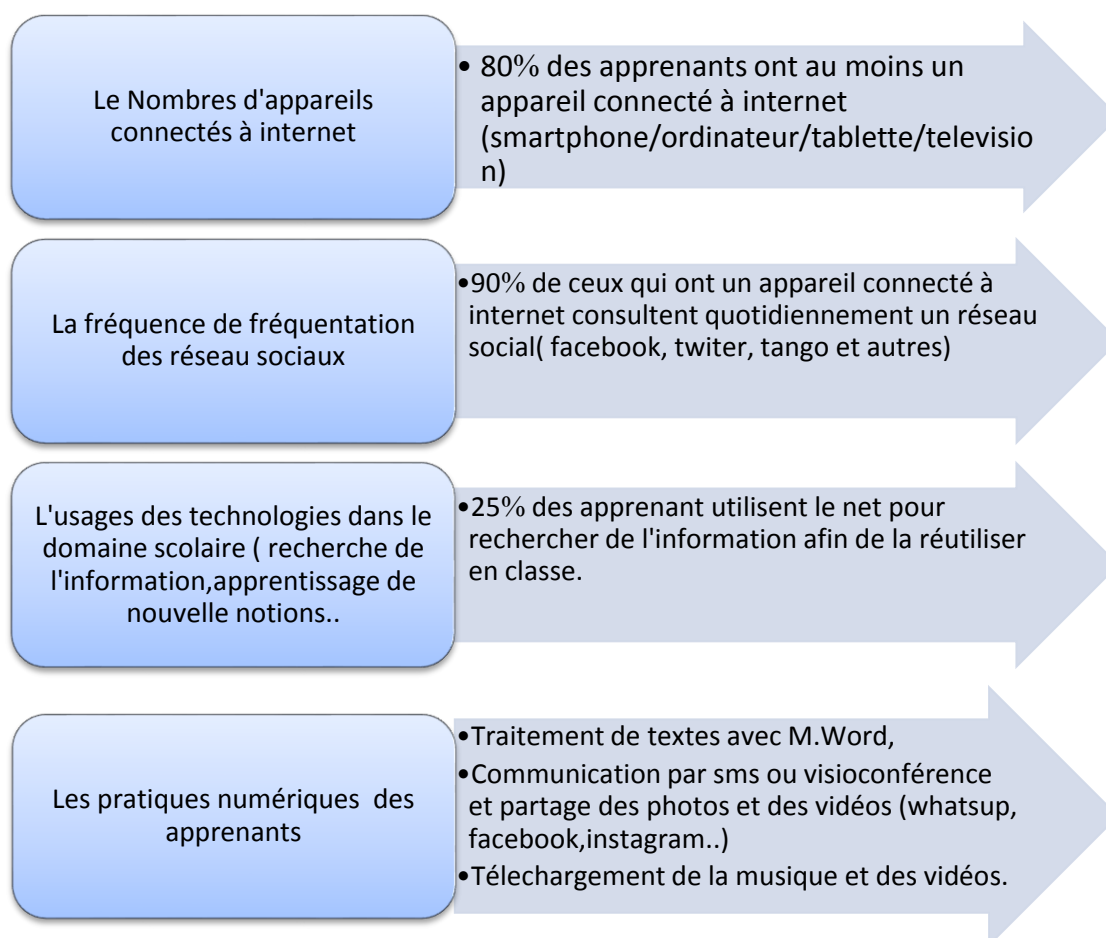 Le Nombres d'appareils
connectés à internet
• 80% des apprenants ont au moins un
appareil connecté à internet
(smartphone/ordinateur/tablette/televisio
n)
La fréquence de fréquentation
des réseau sociaux
•90% de ceux qui ont un appareil connecté à
internet consultent quotidiennement un réseau
social( facebook, twiter, tango et autres)
L'usages des technologies dans le
domaine scolaire ( recherche de
l'information,apprentissage de
nouvelle notions..
•25% des apprenant utilisent le net pour
rechercher de l'information afin de la réutiliser
en classe.
Les pratiques numériques des
apprenants
•Traitement de textes avec M.Word,
•Communication par sms ou visioconférence
et partage des photos et des vidéos (whatsup,
facebook,instagram..)
•Télechargement de la musique et des vidéos.